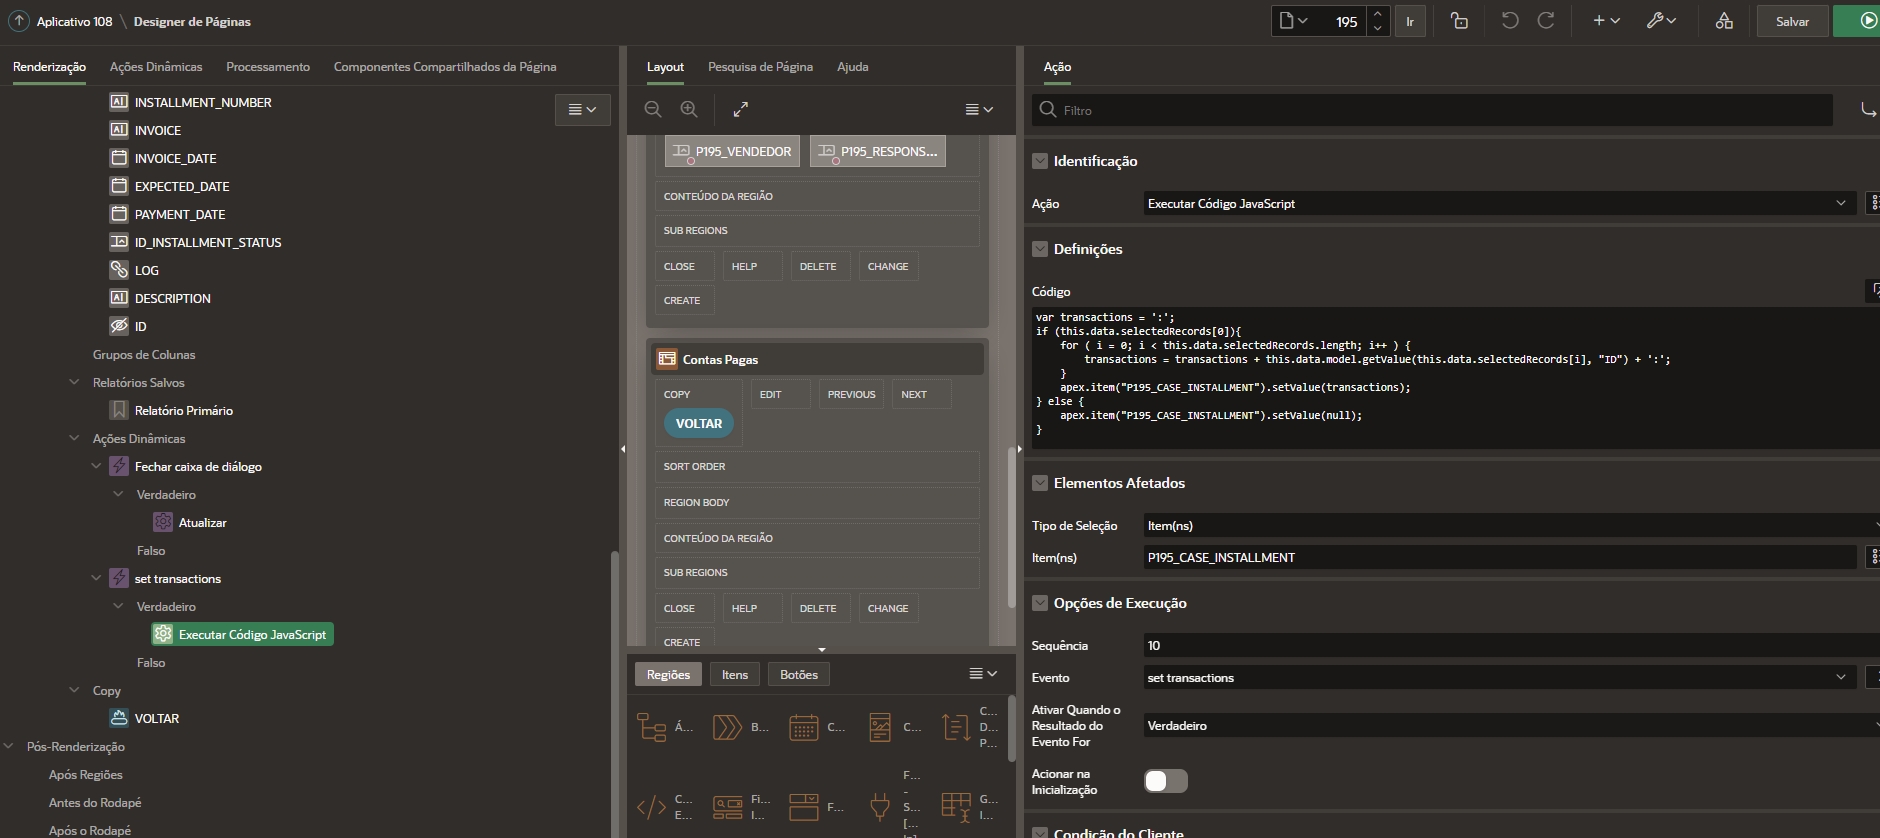 Aplicativo 108 \ Designer de Páginas
195
Ir
Salvar
Renderização
Ações Dinâmicas
Processamento
Componentes Compartilhados da Página
INSTALLMENT_NUMBER
INVOICE
INVOICE_DATE
EXPECTED_DATE
PAYMENT_DATE
ID_INSTALLMENT_STATUS
LOG
DESCRIPTION
ID
Grupos de Colunas
Relatórios Salvos
Relatório Primário
Ações Dinâmicas
Fechar caixa de diálogo
Verdadeiro
Atualizar
Falso
set transactions
Verdadeiro
Executar Código JavaScript
Falso
Copy
VOLTAR
Pós-Renderização
Após Regiões
Antes do Rodapé
Após o Rodapé
Layout
Pesquisa de Página
Ajuda
P195_VENDEDOR
P195_RESPONS...
CONTEÚDO DA REGIÃO
SUB REGIONS
CLOSE
HELP
DELETE
CHANGE
CREATE
Contas Pagas
COPY
EDIT
PREVIOUS
NEXT
VOLTAR
SORT ORDER
REGION BODY
CONTEÚDO DA REGIÃO
SUB REGIONS
CLOSE
HELP
DELETE
CHANGE
CREATE
Regiões
Itens
Botões
Á...
B...
C...
C...
C...
D...
P...
C...
E...
Fi...
I...
F...
F...
-
S...
[...
G...
I...
Ação
Filtro
Identificação
Ação
Executar Código JavaScript
Definições
Código
var transactions = ':';
if (this.data.selectedRecords[0]){
    for ( i = 0; i < this.data.selectedRecords.length; i++ ) {
        transactions = transactions + this.data.model.getValue(this.data.selectedRecords[i], "ID") + ':';
    }
    apex.item("P195_CASE_INSTALLMENT").setValue(transactions);
} else {
    apex.item("P195_CASE_INSTALLMENT").setValue(null);
}
Elementos Afetados
Tipo de Seleção
Item(ns)
Item(ns)
P195_CASE_INSTALLMENT
Opções de Execução
Sequência
10
Evento
set transactions
Ativar Quando o
Resultado do
Evento For
Verdadeiro
Acionar na
Inicialização
Condição do Cliente